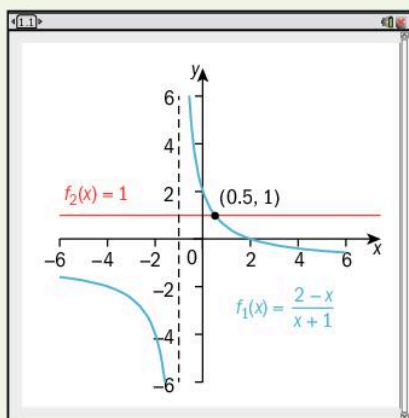 1.1
y
6
4
f₂(x) = 1
2
(0.5, 1)
-6 -4 -2 0 2 4 6 x
-2
f₁(x) = (2 – x)/(x + 1)
-4
-6